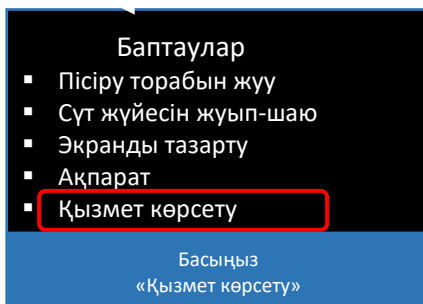 Баптаулар
▪ Пісіру торабын жуу
▪ Сүт жүйесін жуып-шаю
▪ Экранды тазарту
▪ Ақпарат
▪ Қызмет көрсету
Басыңыз
«Қызмет көрсету»